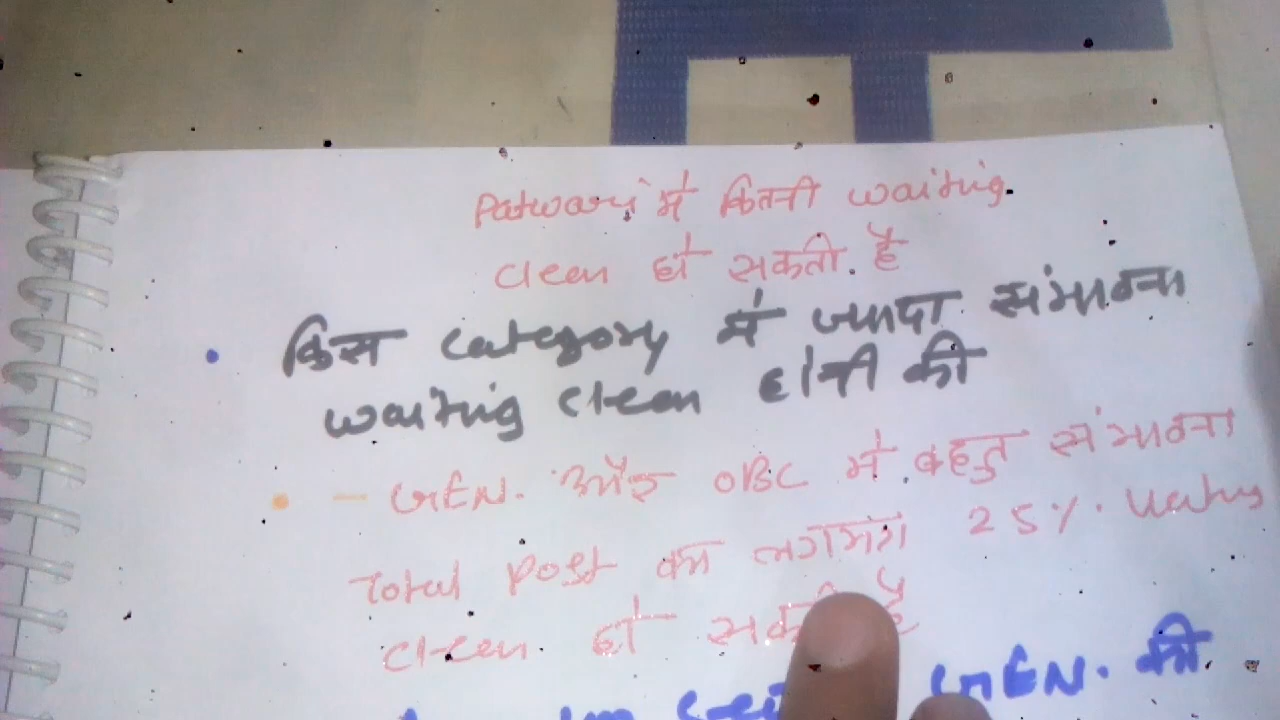 Patwari में कितनी waiting
clean हो सकती है
किस category में ज्यादा संभावना
waiting clean होनी की
- GEN. और OBC में बहुत संभावना
Total Post का लगभग 25% waiting
clean हो सकती है
GEN. की